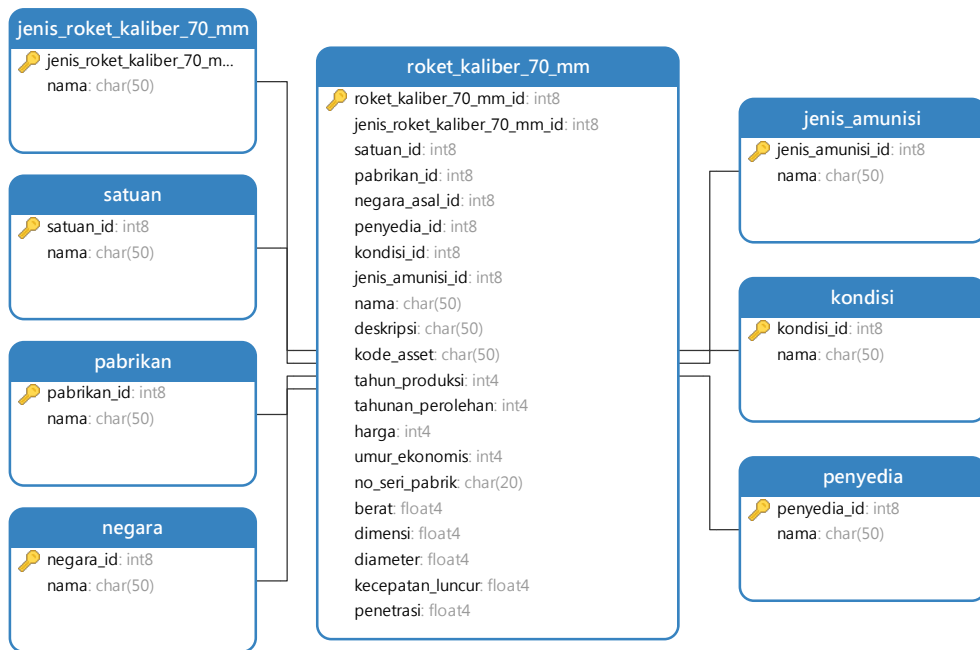 jenis_roket_kaliber_70_mm
jenis_roket_kaliber_70_m...
nama: char(50)
satuan
satuan_id: int8
nama: char(50)
pabrikan
pabrikan_id: int8
nama: char(50)
negara
negara_id: int8
nama: char(50)
roket_kaliber_70_mm
roket_kaliber_70_mm_id: int8
jenis_roket_kaliber_70_mm_id: int8
satuan_id: int8
pabrikan_id: int8
negara_asal_id: int8
penyedia_id: int8
kondisi_id: int8
jenis_amunisi_id: int8
nama: char(50)
deskripsi: char(50)
kode_asset: char(50)
tahun_produksi: int4
tahunan_perolehan: int4
harga: int4
umur_ekonomis: int4
no_seri_pabrik: char(20)
berat: float4
dimensi: float4
diameter: float4
kecepatan_luncur: float4
penetrasi: float4
jenis_amunisi
jenis_amunisi_id: int8
nama: char(50)
kondisi
kondisi_id: int8
nama: char(50)
penyedia
penyedia_id: int8
nama: char(50)